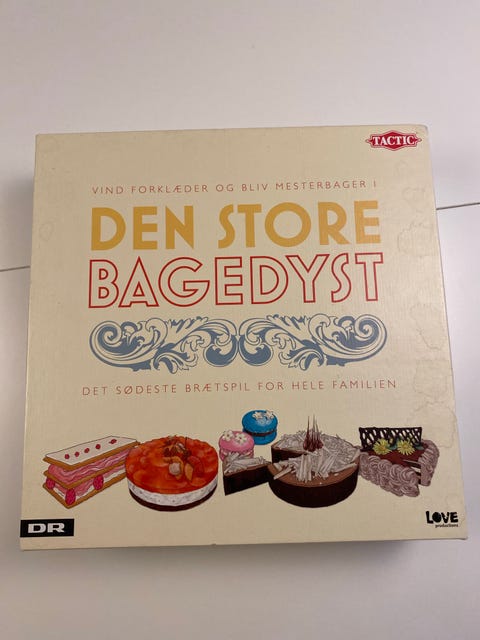 TACTIC
VIND FORKLÆDER OG BLIV MESTERBAGER I
DEN STORE
BAGEDYST
DET SØDESTE BRÆTSPIL FOR HELE FAMILIEN
DR
LOVE
productions